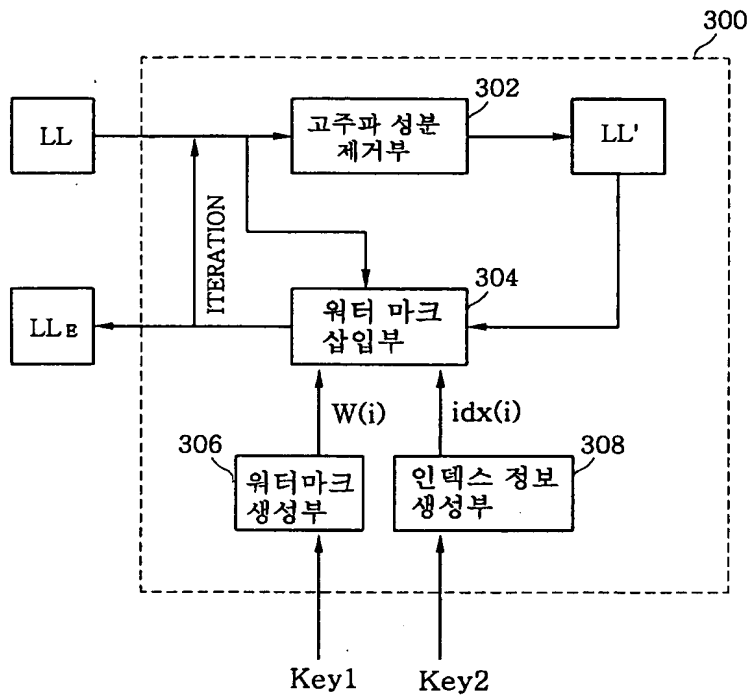 300
302
LL
고주파 성분
제거부
LL'
ITERATION
304
LLE
워터 마크
삽입부
W(i)
idx(i)
306
308
워터마크
생성부
인덱스 정보
생성부
Key1
Key2